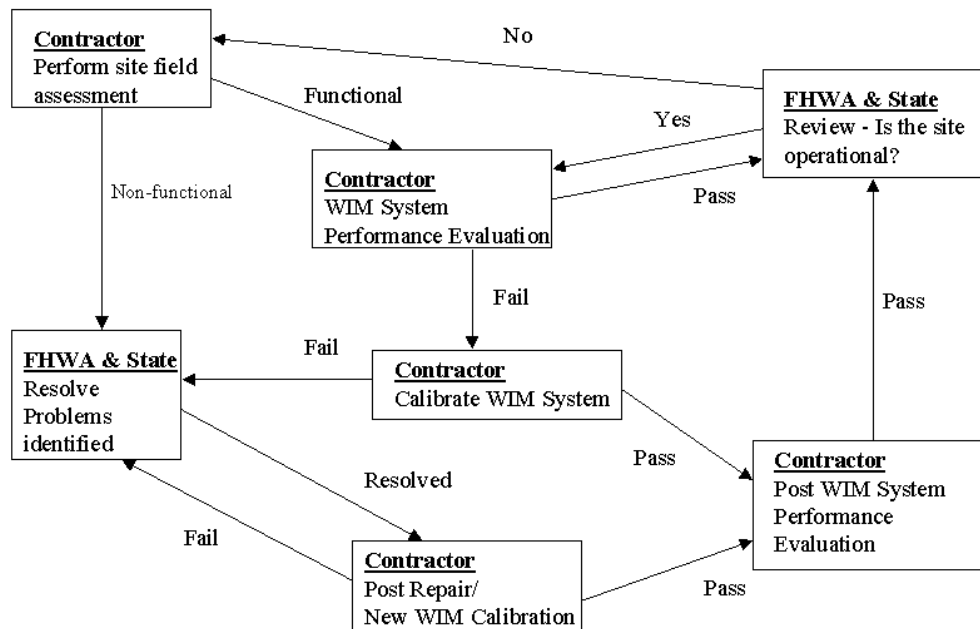 Contractor
Perform site field
assessment
No
FHWA & State
Review - Is the site
operational?
Functional
Yes
Contractor
WIM System
Performance Evaluation
Pass
Non-functional
Fail
Pass
FHWA & State
Resolve
Problems
identified
Fail
Contractor
Calibrate WIM System
Pass
Contractor
Post WIM System
Performance
Evaluation
Resolved
Fail
Contractor
Post Repair/
New WIM Calibration
Pass